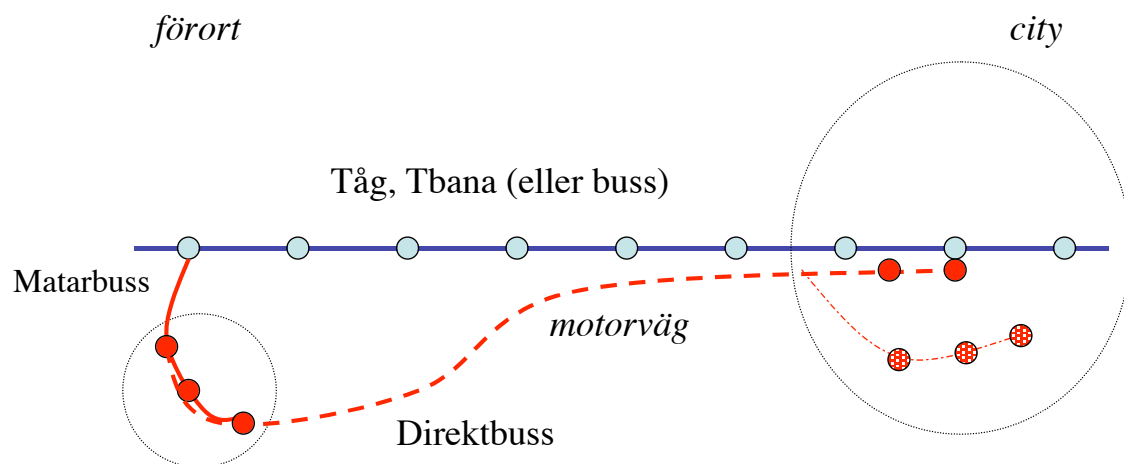 förort
city
Tåg, Tbana (eller buss)
Matarbuss
motorväg
Direktbuss